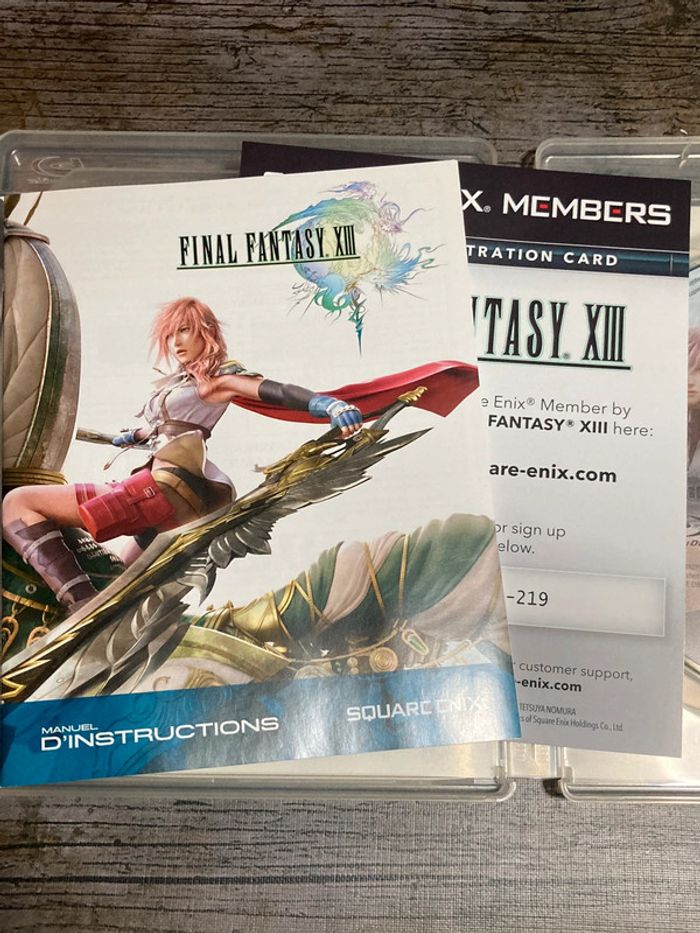 FINAL FANTASY. XIII
MANUEL
D'INSTRUCTIONS
SQUARE ENIX
X. MEMBERS
TRATION CARD
TASY. XIII
e Enix® Member by
FANTASY® XIII here:
are-enix.com
or sign up
elow.
-219
customer support,
-enix.com
TETSUYA NOMURA
s of Square Enix Holdings Co., Ltd.